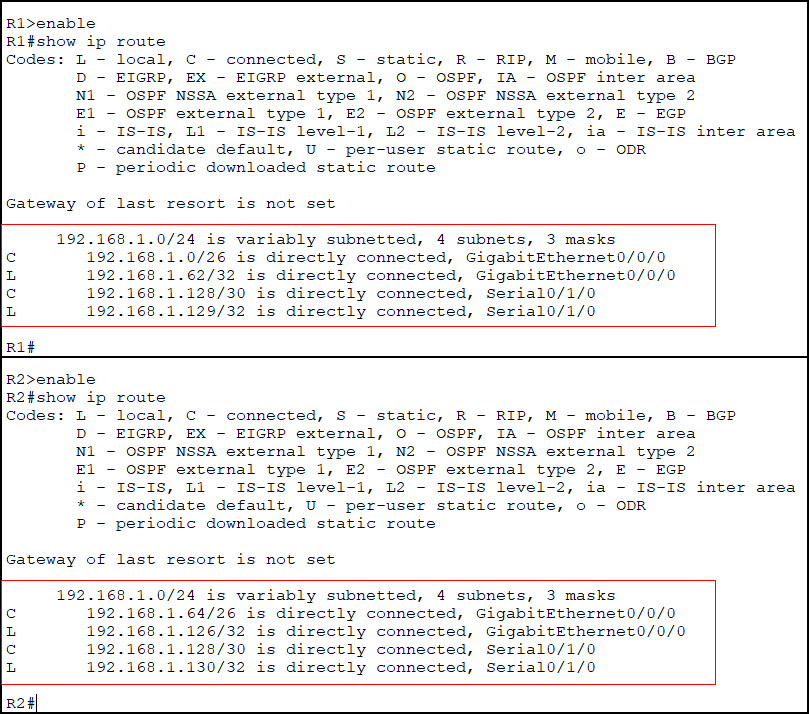 R1>enable
R1#show ip route
Codes: L - local, C - connected, S - static, R - RIP, M - mobile, B - BGP
D - EIGRP, EX - EIGRP external, O - OSPF, IA - OSPF inter area
N1 - OSPF NSSA external type 1, N2 - OSPF NSSA external type 2
E1 - OSPF external type 1, E2 - OSPF external type 2, E - EGP
i - IS-IS, L1 - IS-IS level-1, L2 - IS-IS level-2, ia - IS-IS inter area
* - candidate default, U - per-user static route, o - ODR
P - periodic downloaded static route
Gateway of last resort is not set
192.168.1.0/24 is variably subnetted, 4 subnets, 3 masks
C 192.168.1.0/26 is directly connected, GigabitEthernet0/0/0
L 192.168.1.62/32 is directly connected, GigabitEthernet0/0/0
C 192.168.1.128/30 is directly connected, Serial0/1/0
L 192.168.1.129/32 is directly connected, Serial0/1/0
R1#
R2>enable
R2#show ip route
Codes: L - local, C - connected, S - static, R - RIP, M - mobile, B - BGP
D - EIGRP, EX - EIGRP external, O - OSPF, IA - OSPF inter area
N1 - OSPF NSSA external type 1, N2 - OSPF NSSA external type 2
E1 - OSPF external type 1, E2 - OSPF external type 2, E - EGP
i - IS-IS, L1 - IS-IS level-1, L2 - IS-IS level-2, ia - IS-IS inter area
* - candidate default, U - per-user static route, o - ODR
P - periodic downloaded static route
Gateway of last resort is not set
192.168.1.0/24 is variably subnetted, 4 subnets, 3 masks
C 192.168.1.64/26 is directly connected, GigabitEthernet0/0/0
L 192.168.1.126/32 is directly connected, GigabitEthernet0/0/0
C 192.168.1.128/30 is directly connected, Serial0/1/0
L 192.168.1.130/32 is directly connected, Serial0/1/0
R2#